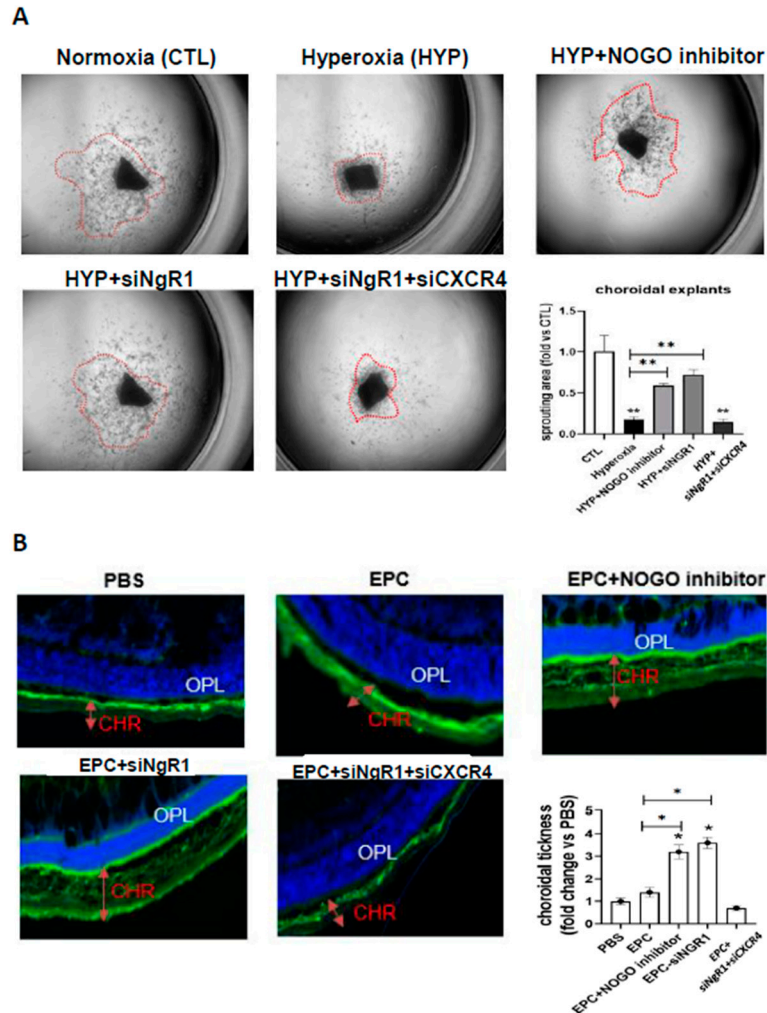 A
Normoxia (CTL)
Hyperoxia (HYP)
HYP+NOGO inhibitor
HYP+siNgR1
HYP+siNgR1+siCXCR4
choroidal explants
sprouting area (fold vs CTL)
1.5
1.0
0.5
0.0
**
**
**
**
CTL
Hyperoxia
HYP+NOGO inhibitor
HYP+siNGR1
HYP+
siNgR1+siCXCR4
B
PBS
EPC
EPC+NOGO inhibitor
OPL
CHR
OPL
CHR
OPL
CHR
EPC+siNgR1
EPC+siNgR1+siCXCR4
OPL
CHR
OPL
CHR
choroidal tickness
(fold change vs PBS)
5
4
3
2
1
0
*
*
*
*
PBS
EPC
EPC+NOGO inhibitor
EPC-siNGR1
EPC+
siNgR1+siCXCR4